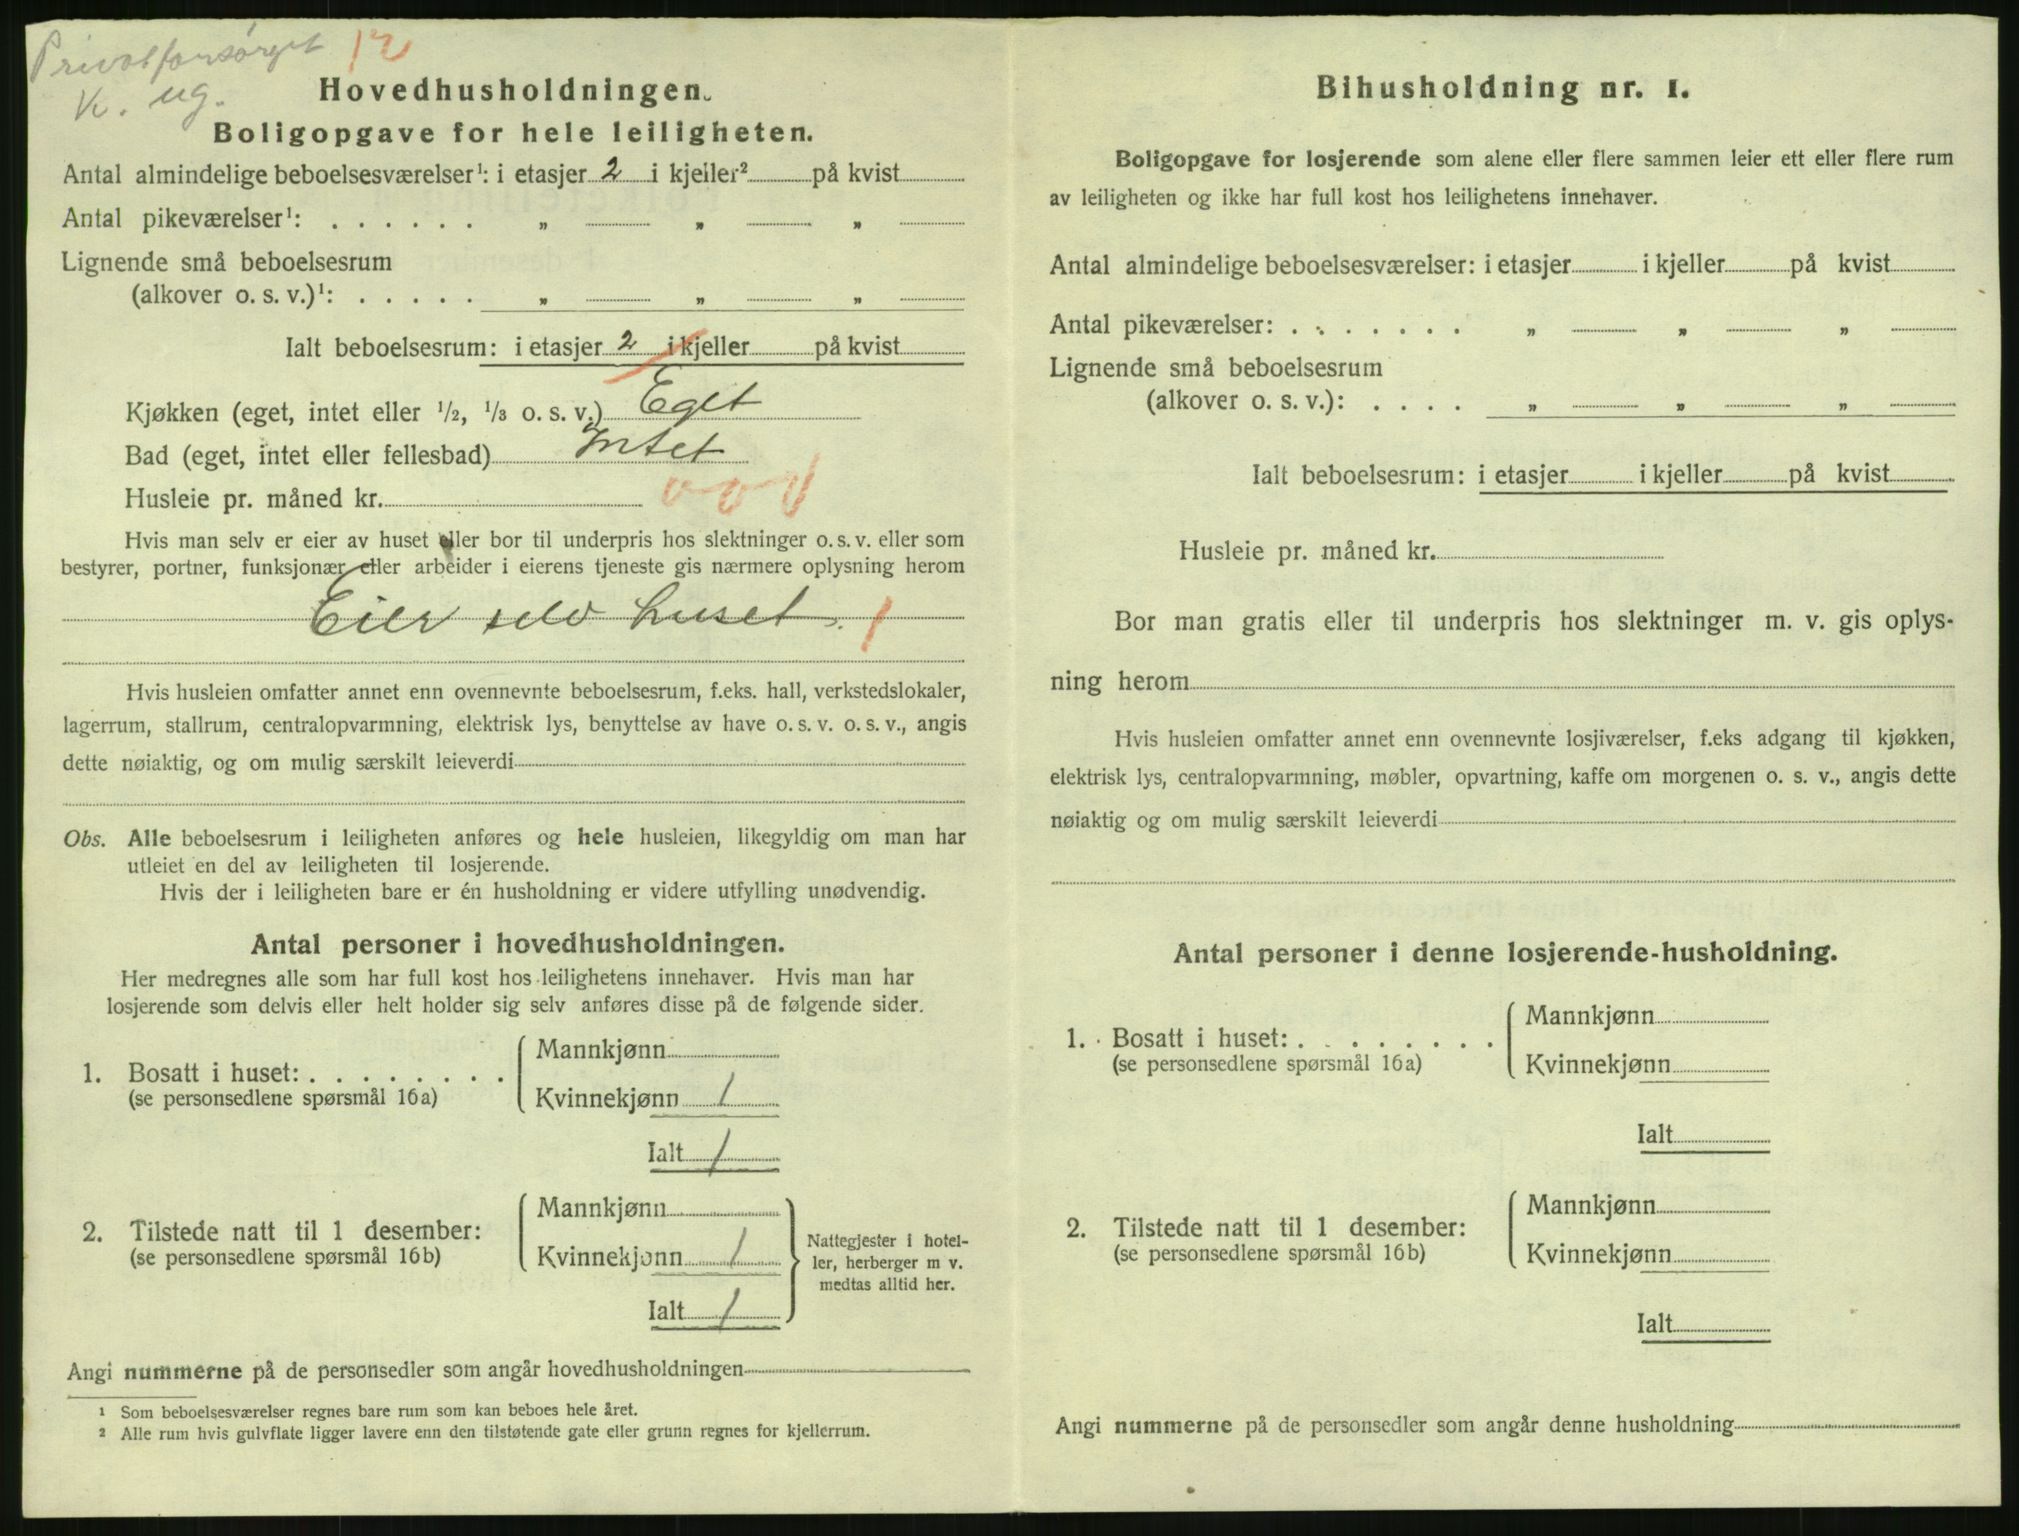 Privatforsørget 12
K. ug.
Hovedhusholdningen.
Boligopgave for hele leiligheten.
Antal almindelige beboelsesværelser¹: i etasjer 2 i kjeller² på kvist
Antal pikeværelser¹: . . . . . . „ „ „
Lignende små beboelsesrum
(alkover o. s. v.)¹: . . . . . „ „ „
Ialt beboelsesrum: i etasjer 2 i kjeller på kvist
Kjøkken (eget, intet eller ½, ⅓ o. s. v.) Eget
Bad (eget, intet eller fellesbad) Intet
Husleie pr. måned kr. 00
Hvis man selv er eier av huset eller bor til underpris hos slektninger o. s. v. eller som
bestyrer, portner, funksjonær eller arbeider i eierens tjeneste gis nærmere oplysning herom
Eier selv huset. 1
Hvis husleien omfatter annet enn ovennevnte beboelsesrum, f.eks. hall, verkstedslokaler,
lagerrum, stallrum, centralopvarmning, elektrisk lys, benyttelse av have o. s. v. o. s. v., angis
dette nøiaktig, og om mulig særskilt leieverdi
Obs. Alle beboelsesrum i leiligheten anføres og hele husleien, likegyldig om man har
utleiet en del av leiligheten til losjerende.
Hvis der i leiligheten bare er én husholdning er videre utfylling unødvendig.
Antal personer i hovedhusholdningen.
Her medregnes alle som har full kost hos leilighetens innehaver. Hvis man har
losjerende som delvis eller helt holder sig selv anføres disse på de følgende sider.
1. Bosatt i huset: . . . . . . . .
(se personsedlene spørsmål 16a)
Mannkjønn
Kvinnekjønn 1
Ialt 1
2. Tilstede natt til 1 desember:
(se personsedlene spørsmål 16b)
Mannkjønn
Kvinnekjønn 1
Ialt 1
Nattegjester i hotel-
ler, herberger m v.
medtas alltid her.
Angi nummerne på de personsedler som angår hovedhusholdningen
¹ Som beboelsesværelser regnes bare rum som kan beboes hele året.
² Alle rum hvis gulvflate ligger lavere enn den tilstøtende gate eller grunn regnes for kjellerrum.
Bihusholdning nr. 1.
Boligopgave for losjerende som alene eller flere sammen leier ett eller flere rum
av leiligheten og ikke har full kost hos leilighetens innehaver.
Antal almindelige beboelsesværelser: i etasjer i kjeller på kvist
Antal pikeværelser: . . . . . . . „ „ „
Lignende små beboelsesrum
(alkover o. s. v.): . . . . „ „ „
Ialt beboelsesrum: i etasjer i kjeller på kvist
Husleie pr. måned kr.
Bor man gratis eller til underpris hos slektninger m. v. gis oplys-
ning herom
Hvis husleien omfatter annet enn ovennevnte losjiværelser, f.eks adgang til kjøkken,
elektrisk lys, centralopvarmning, møbler, opvartning, kaffe om morgenen o. s. v., angis dette
nøiaktig og om mulig særskilt leieverdi
Antal personer i denne losjerende-husholdning.
1. Bosatt i huset: . . . . . . . .
(se personsedlene spørsmål 16a)
Mannkjønn
Kvinnekjønn
Ialt
2. Tilstede natt til 1 desember:
(se personsedlene spørsmål 16b)
Mannkjønn
Kvinnekjønn
Ialt
Angi nummerne på de personsedler som angår denne husholdning